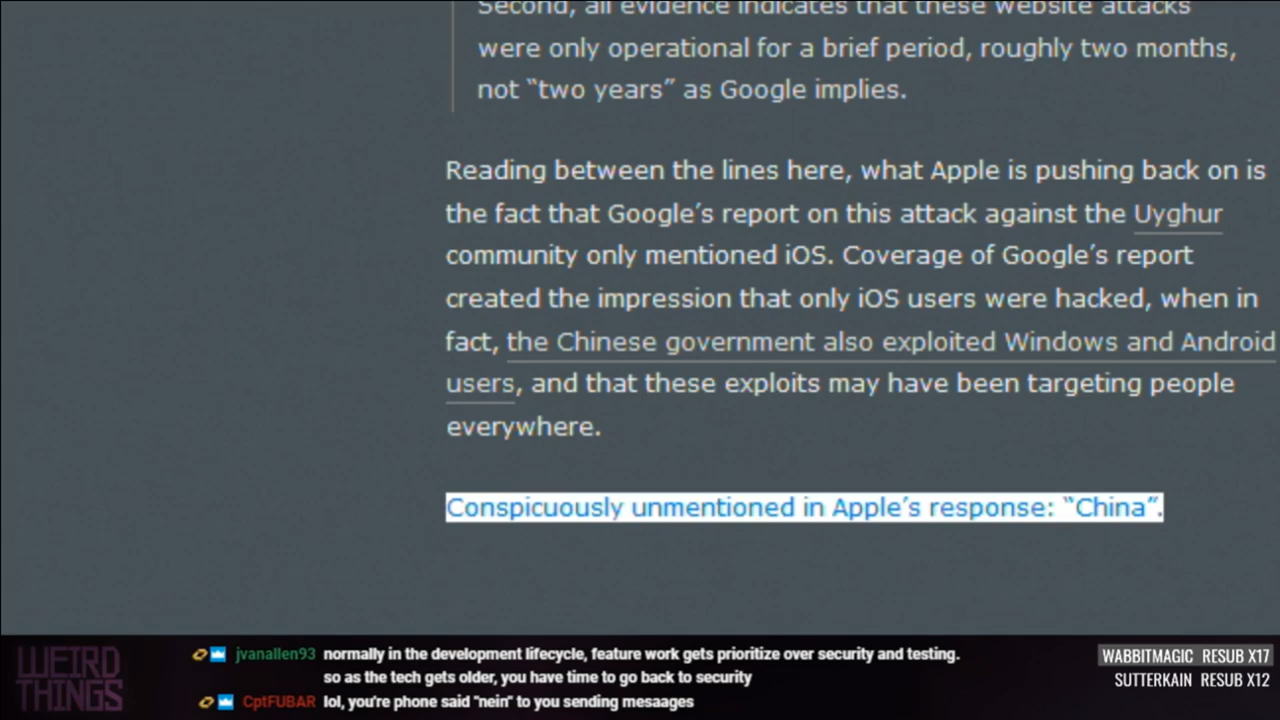 Second, all evidence indicates that these website attacks
were only operational for a brief period, roughly two months,
not “two years” as Google implies.
Reading between the lines here, what Apple is pushing back on is
the fact that Google’s report on this attack against the Uyghur
community only mentioned iOS. Coverage of Google’s report
created the impression that only iOS users were hacked, when in
fact, the Chinese government also exploited Windows and Android
users, and that these exploits may have been targeting people
everywhere.
Conspicuously unmentioned in Apple’s response: “China”.
WEIRD
THINGS
jvanallen93 normally in the development lifecycle, feature work gets prioritize over security and testing.
so as the tech gets older, you have time to go back to security
CptFUBAR lol, you're phone said "nein" to you sending mesaages
WABBITMAGIC RESUB X17
SUTTERKAIN RESUB X12